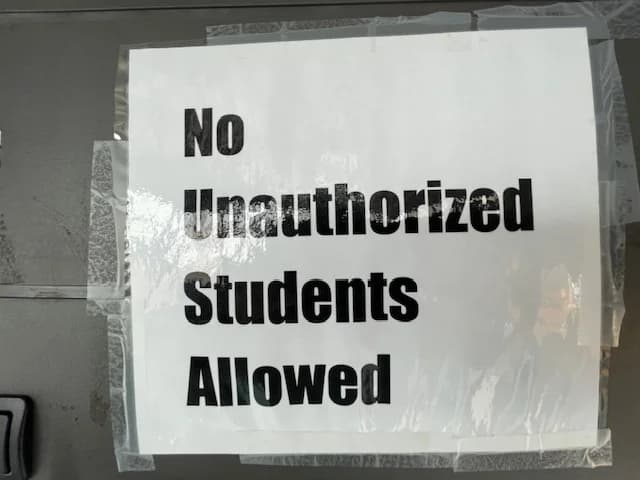 No
Unauthorized
Students
Allowed